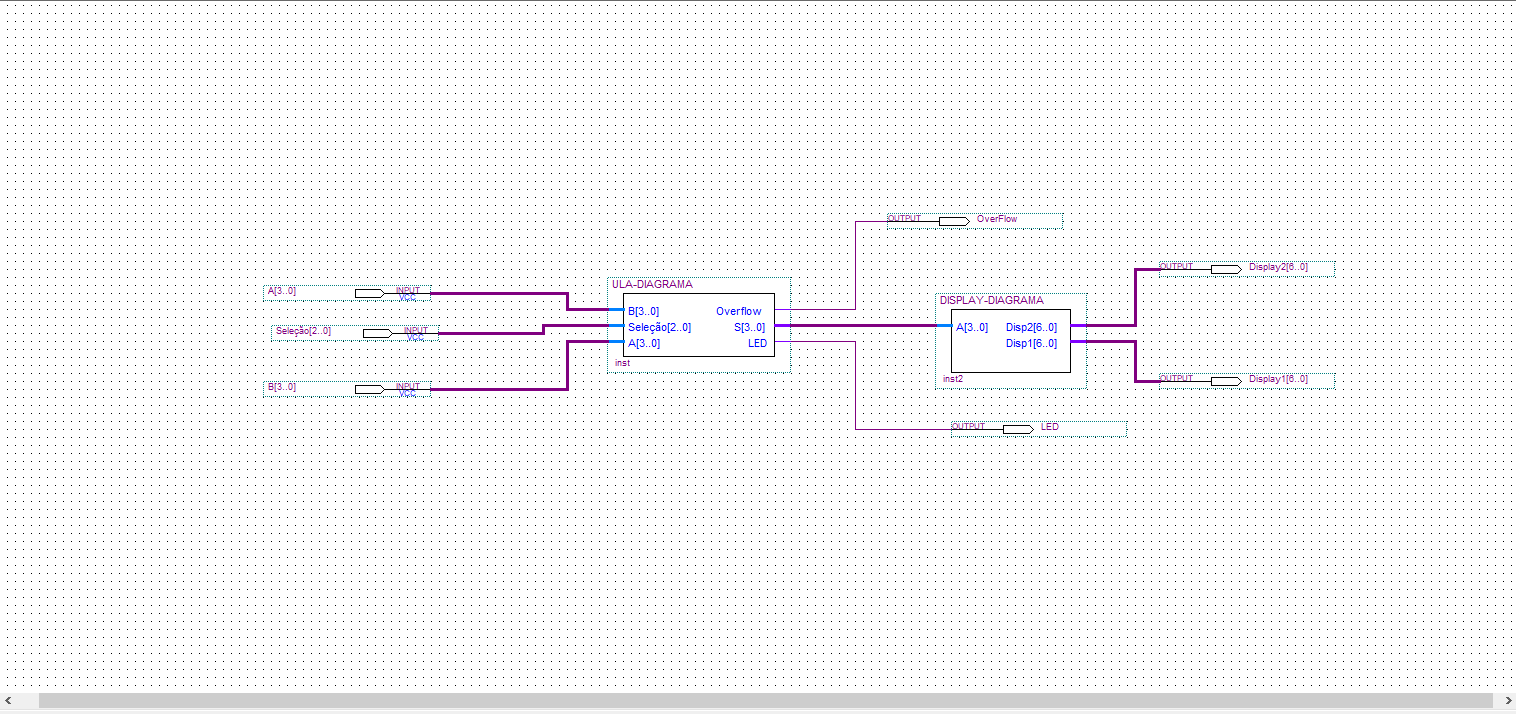 OUTPUT OverFlow
OUTPUT Display2[6..0]
ULA-DIAGRAMA
A[3..0] INPUT
VCC
DISPLAY-DIAGRAMA
B[3..0] Overflow
Seleção[2..0] S[3..0]
A[3..0] LED
inst
Seleção[2..0] INPUT
VCC
A[3..0] Disp2[6..0]
Disp1[6..0]
inst2
B[3..0] INPUT
VCC
OUTPUT Display1[6..0]
OUTPUT LED